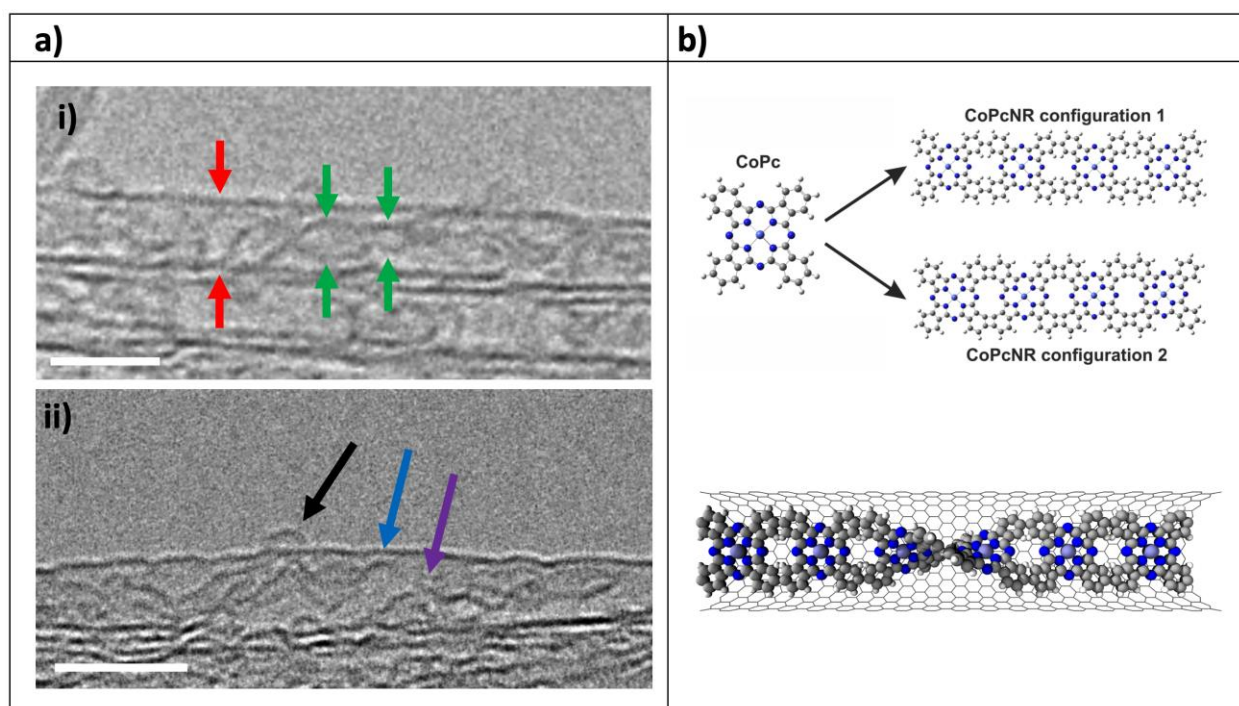 a)
b)
i)
ii)
CoPc
CoPcNR configuration 1
CoPcNR configuration 2